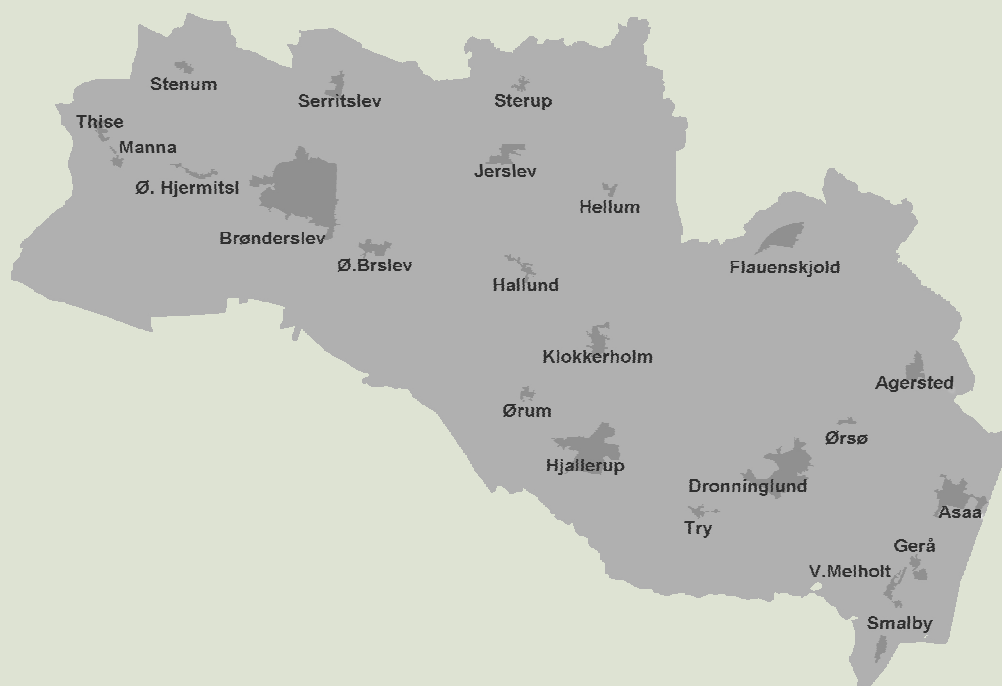 Stenum
Serritslev
Sterup
Thise
Manna
Jerslev
Ø. Hjermitsl
Hellum
Brønderslev
Ø.Brslev
Flauenskjold
Hallund
Klokkerholm
Agersted
Ørum
Ørsø
Hjallerup
Dronninglund
Asaa
Try
Gerå
V.Melholt
Smalby